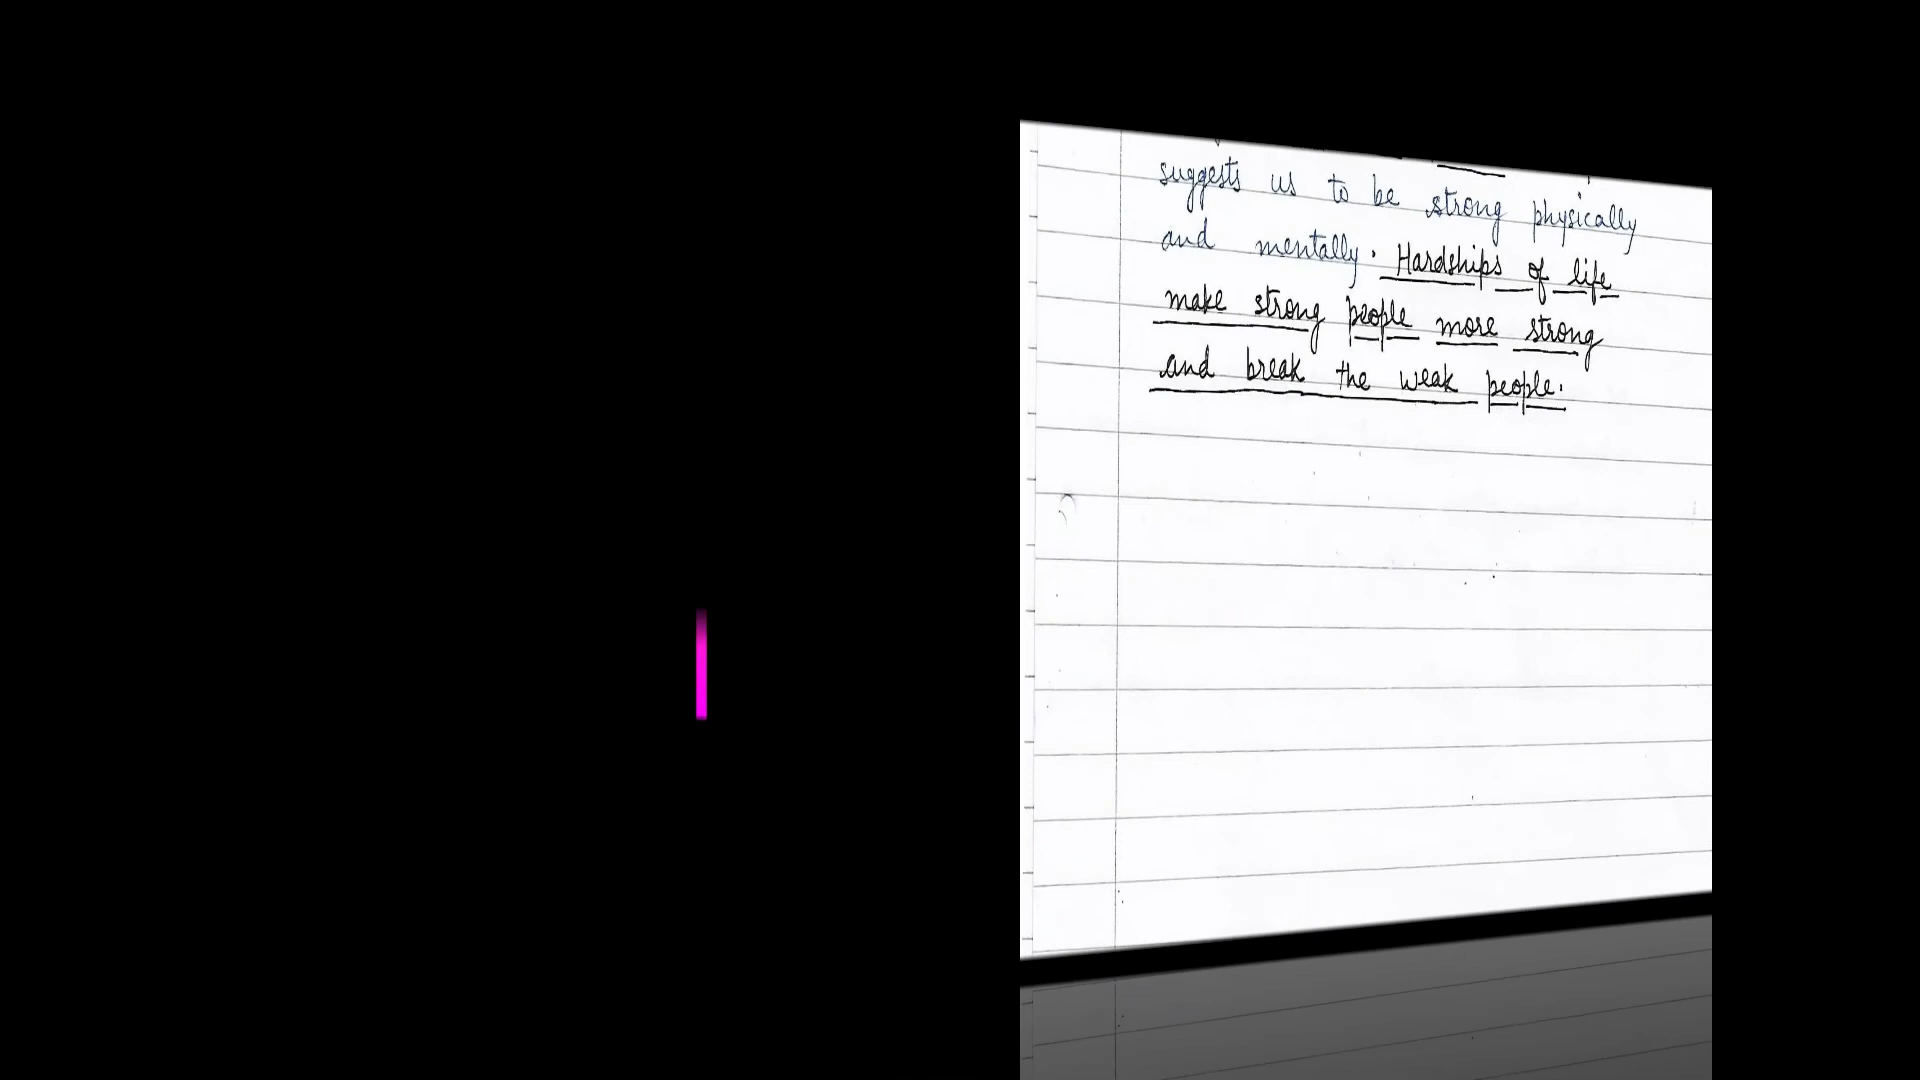 suggests us to be strong physically
and mentally. Hardships of life
make strong people more strong
and break the weak people.